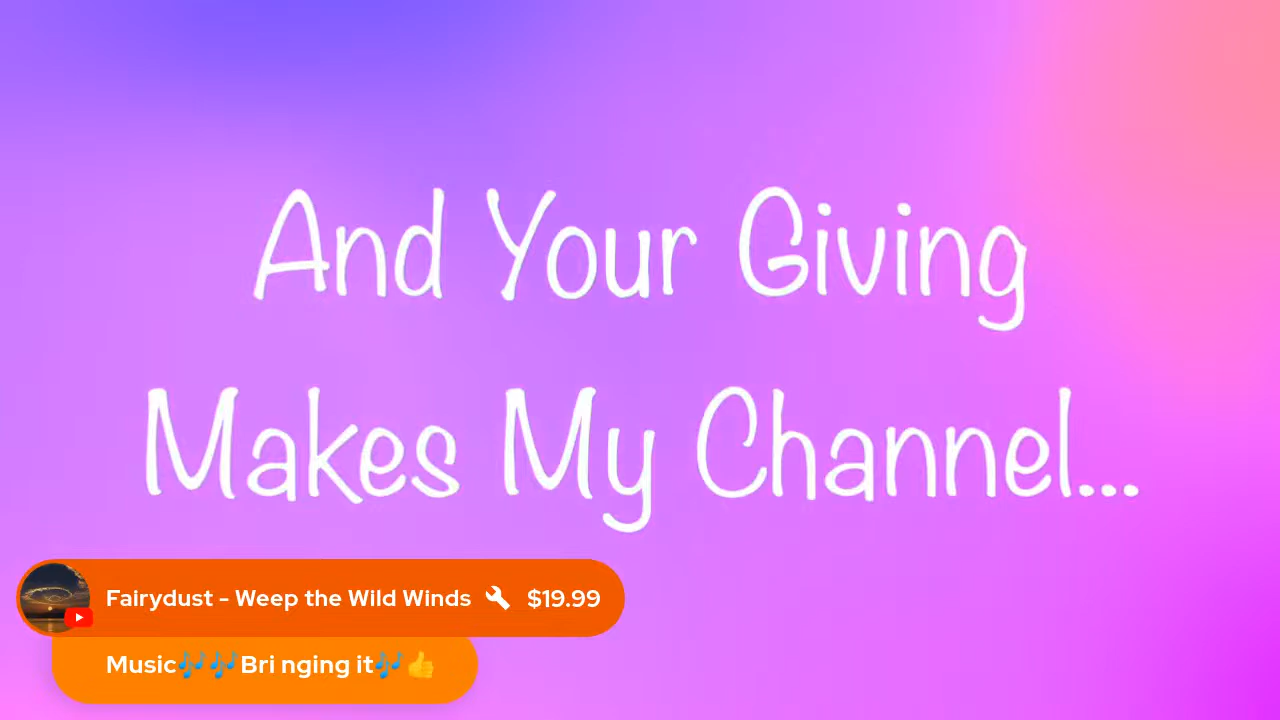 And Your Giving
Makes My Channel...
Fairydust - Weep the Wild Winds $19.99
Music🎶🎶Bri nging it🎶👍